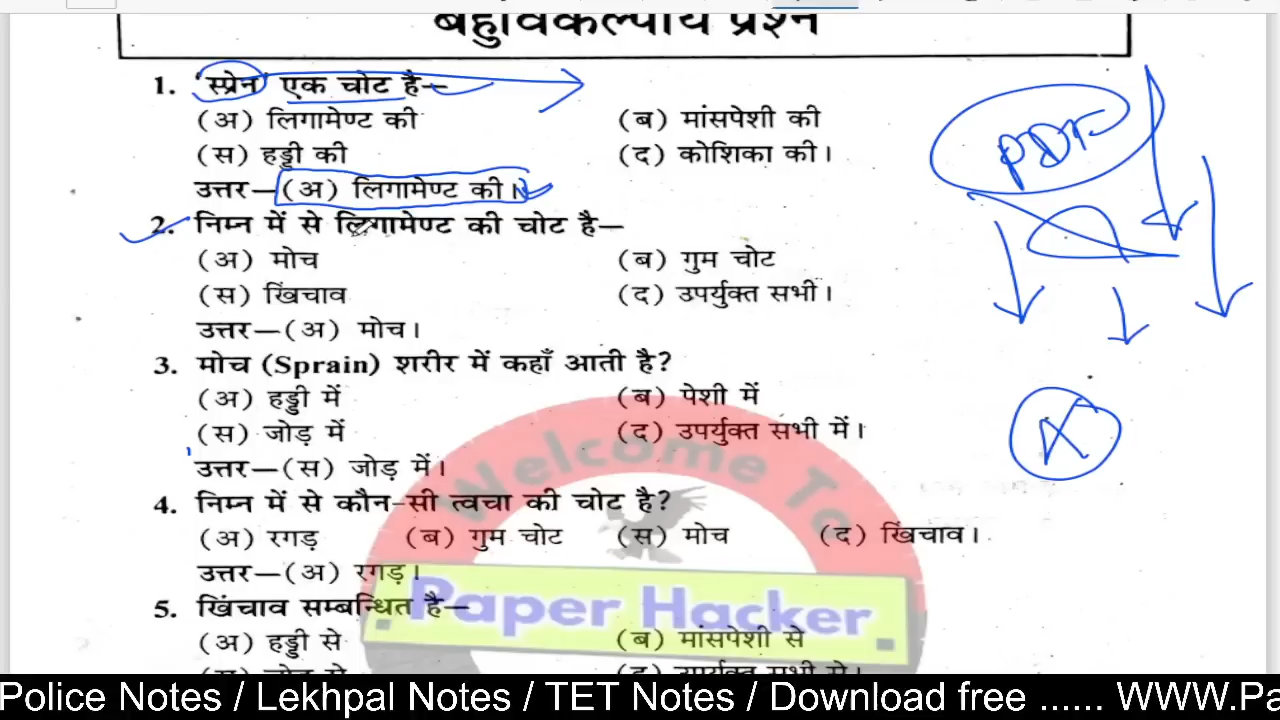 बहुविकल्पीय प्रश्न
1. 'स्प्रेन' एक चोट है—
(अ) लिगामेण्ट की (ब) मांसपेशी की
(स) हड्डी की (द) कोशिका की।
उत्तर—(अ) लिगामेण्ट की।
2. निम्न में से लिगामेण्ट की चोट है—
(अ) मोच (ब) गुम चोट
(स) खिंचाव (द) उपर्युक्त सभी।
उत्तर—(अ) मोच।
3. मोच (Sprain) शरीर में कहाँ आती है?
(अ) हड्डी में (ब) पेशी में
(स) जोड़ में (द) उपर्युक्त सभी में।
उत्तर—(स) जोड़ में।
4. निम्न में से कौन-सी त्वचा की चोट है?
(अ) रगड़ (ब) गुम चोट (स) मोच (द) खिंचाव।
उत्तर—(अ) रगड़।
5. खिंचाव सम्बन्धित है—
(अ) हड्डी से (ब) मांसपेशी से
(स) जोड़ से (द) उपर्युक्त सभी से।
PDF
Welcome To
Paper Hacker
Police Notes / Lekhpal Notes / TET Notes / Download free ...... WWW.Pa